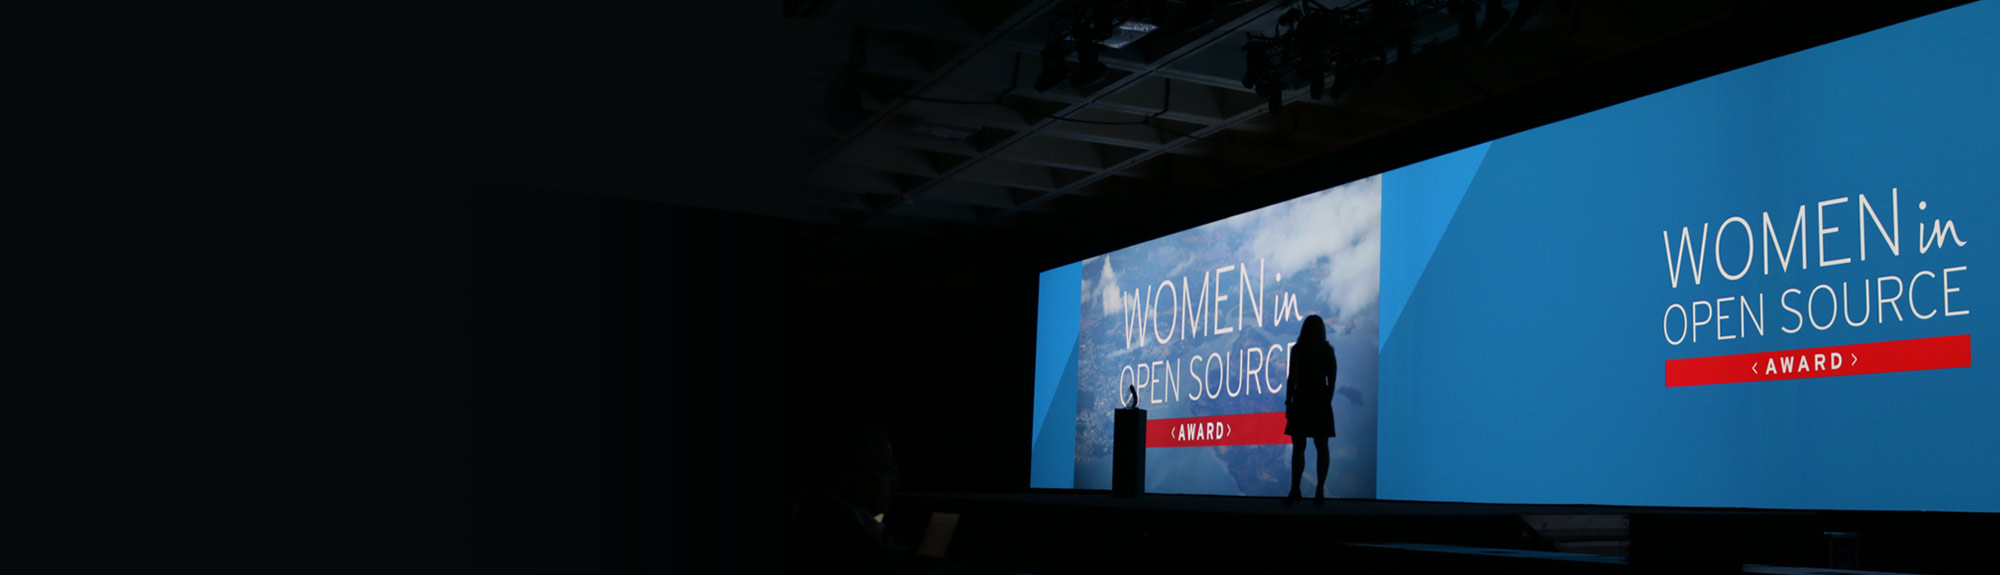 WOMEN in
OPEN SOURCE
<AWARD>
WOMEN in
OPEN SOURCE
< AWARD >